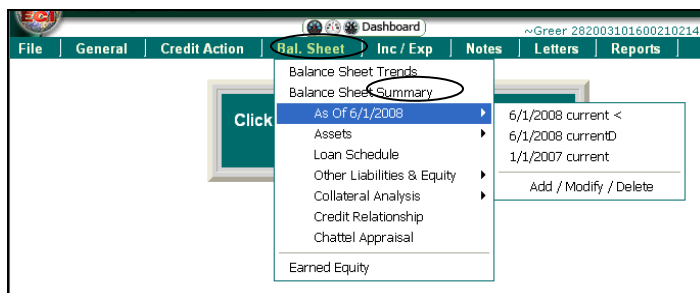 ECI
Dashboard
~Greer 282003101600210214
File General Credit Action Bal. Sheet Inc / Exp Notes Letters Reports
Balance Sheet Trends
Balance Sheet Summary
Click
As Of 6/1/2008
Assets
Loan Schedule
Other Liabilities & Equity
Collateral Analysis
Credit Relationship
Chattel Appraisal
Earned Equity
6/1/2008 current <
6/1/2008 currentD
1/1/2007 current
Add / Modify / Delete